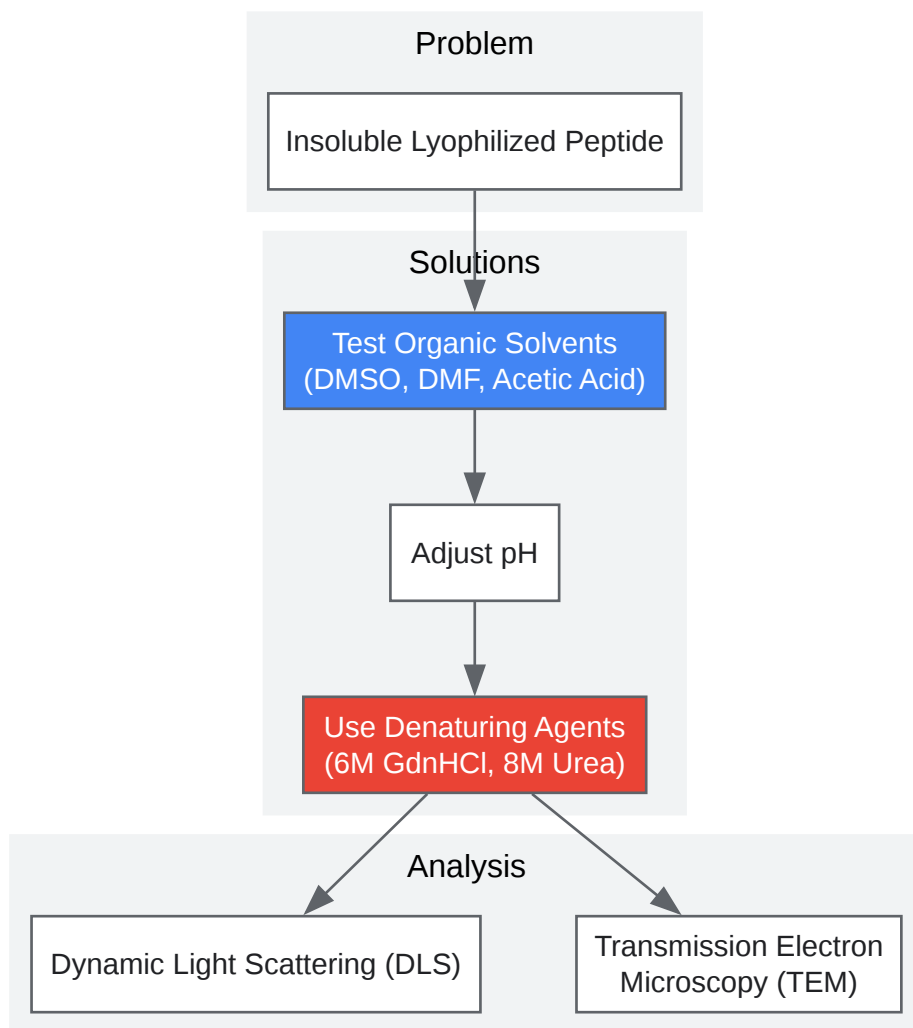 Problem
Insoluble Lyophilized Peptide
Solutions
Test Organic Solvents
(DMSO, DMF, Acetic Acid)
Adjust pH
Use Denaturing Agents
(6M GdnHCl, 8M Urea)
Analysis
Dynamic Light Scattering (DLS)
Transmission Electron
Microscopy (TEM)